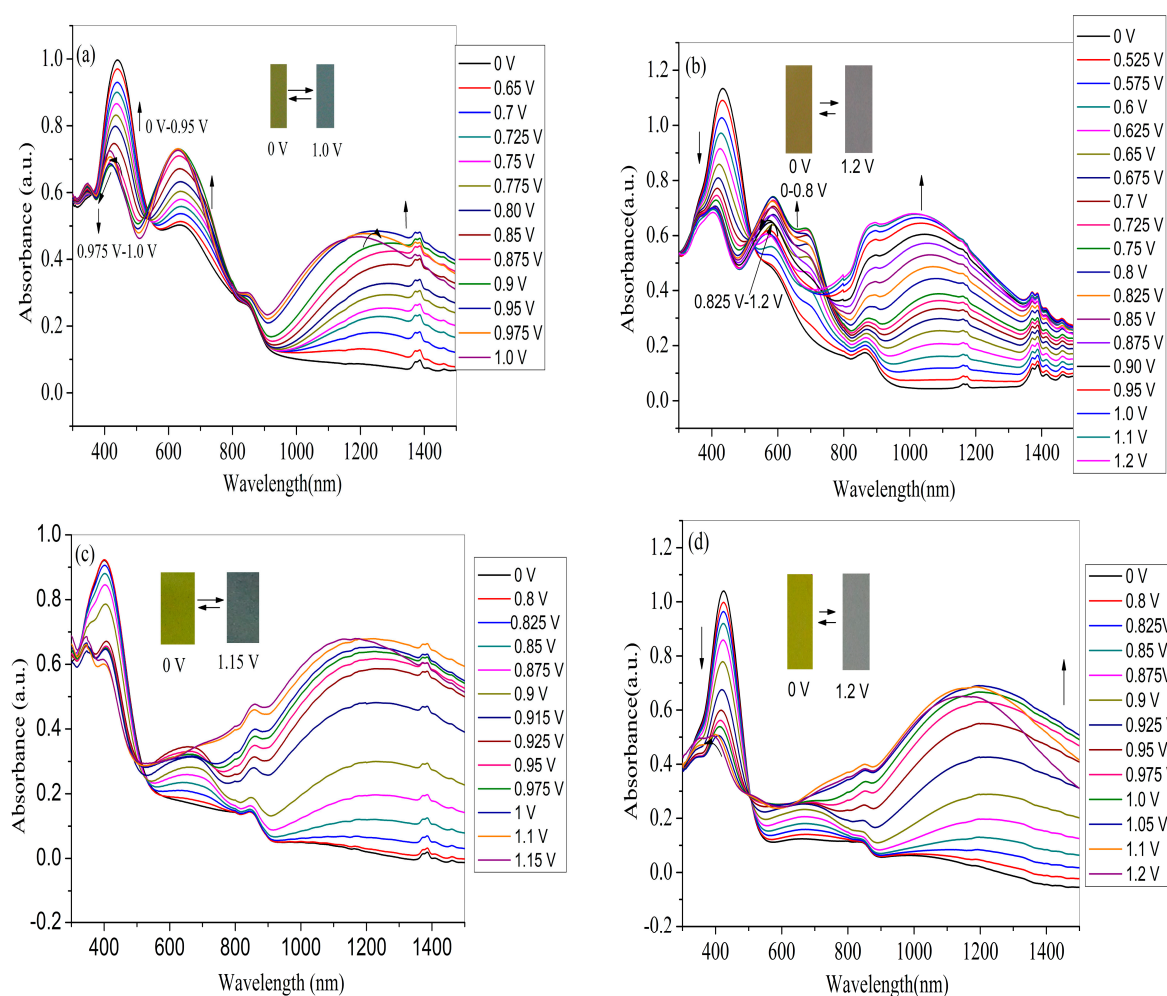 (a)
Absorbance (a.u.)
1.0
0.8
0.6
0.4
0.2
0.0
400 600 800 1000 1200 1400
Wavelength(nm)
0 V 1.0 V
0 V-0.95 V
0.975 V-1.0 V
0 V
0.65 V
0.7 V
0.725 V
0.75 V
0.775 V
0.80 V
0.85 V
0.875 V
0.9 V
0.95 V
0.975 V
1.0 V
(b)
Absorbance(a.u.)
1.2
1.0
0.8
0.6
0.4
0.2
0.0
400 600 800 1000 1200 1400
Wavelength(nm)
0 V 1.2 V
0-0.8 V
0.825 V-1.2 V
0 V
0.525 V
0.575 V
0.6 V
0.625 V
0.65 V
0.675 V
0.7 V
0.725 V
0.75 V
0.8 V
0.825 V
0.85 V
0.875 V
0.90 V
0.95 V
1.0 V
1.1 V
1.2 V
(c)
Absorbance (a.u.)
1.0
0.8
0.6
0.4
0.2
0.0
-0.2
400 600 800 1000 1200 1400
Wavelength (nm)
0 V 1.15 V
0 V
0.8 V
0.825 V
0.85 V
0.875 V
0.9 V
0.915 V
0.925 V
0.95 V
0.975 V
1 V
1.1 V
1.15 V
(d)
Absorbance(a.u.)
1.2
1.0
0.8
0.6
0.4
0.2
0.0
-0.2
400 600 800 1000 1200 1400
Wavelength(nm)
0 V 1.2 V
0 V
0.8 V
0.825V
0.85 V
0.875V
0.9 V
0.925 V
0.95 V
0.975 V
1.0 V
1.05 V
1.1 V
1.2 V